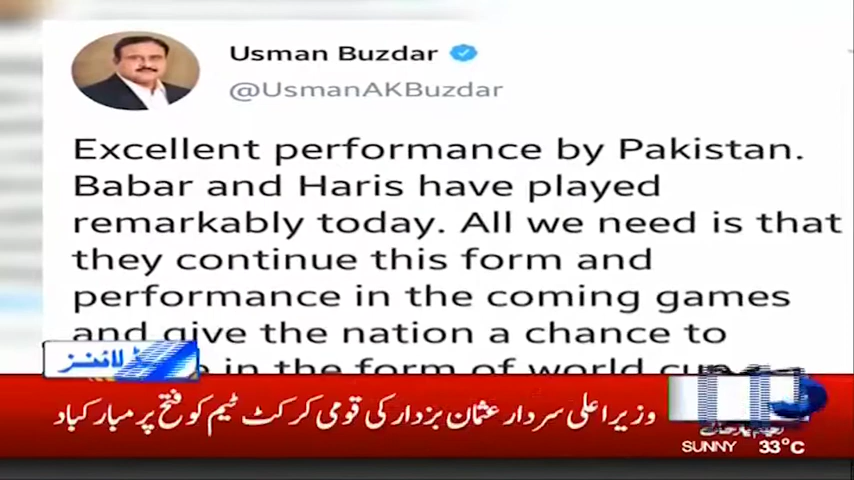 Usman Buzdar
@UsmanAKBuzdar
Excellent performance by Pakistan.
Babar and Haris have played
remarkably today. All we need is that
they continue this form and
performance in the coming games
and give the nation a chance to
in the form of world cup
وزیراعلی سردار عثمان بزدار کی قومی کرکٹ ٹیم کو فتح پر مبارکباد
SUNNY 33°C